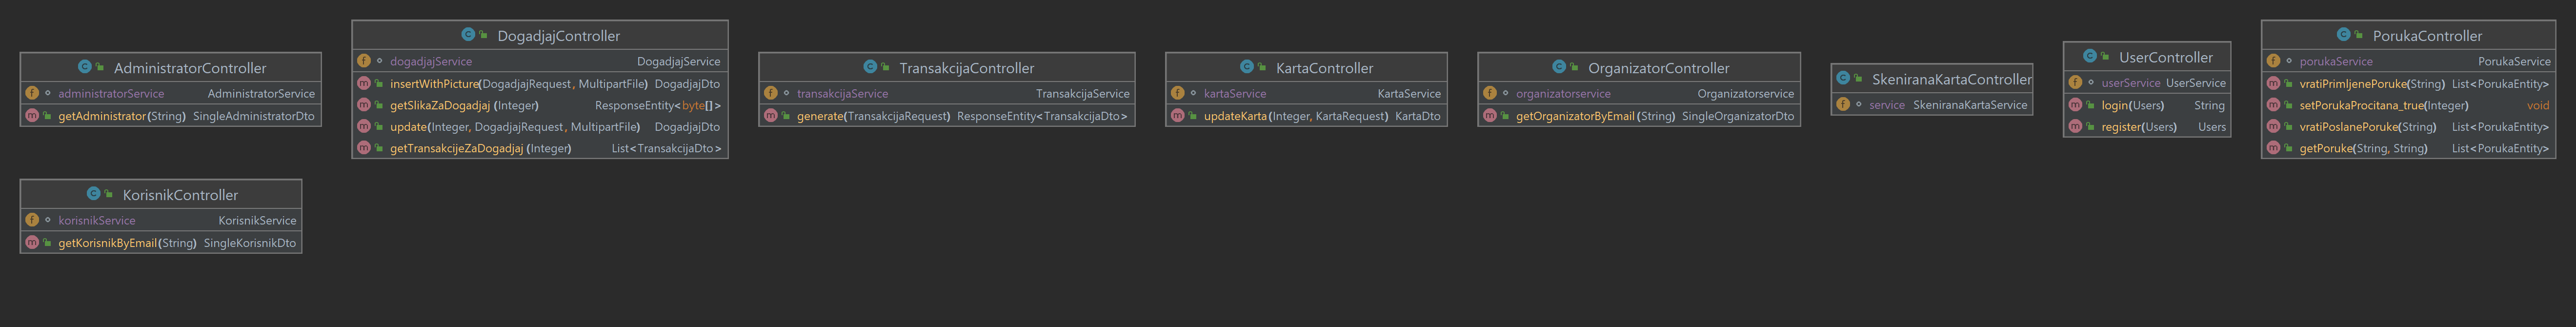 AdministratorController
administratorService AdministratorService
getAdministrator(String) SingleAdministratorDto
DogadjajController
dogadjajService DogadjajService
insertWithPicture(DogadjajRequest, MultipartFile) DogadjajDto
getSlikaZaDogadjaj (Integer) ResponseEntity<byte[]>
update(Integer, DogadjajRequest, MultipartFile) DogadjajDto
getTransakcijeZaDogadjaj (Integer) List<TransakcijaDto>
TransakcijaController
transakcijaService TransakcijaService
generate(TransakcijaRequest) ResponseEntity<TransakcijaDto>
KartaController
kartaService KartaService
updateKarta(Integer, KartaRequest) KartaDto
OrganizatorController
organizatorservice Organizatorservice
getOrganizatorByEmail (String) SingleOrganizatorDto
SkeniranaKartaController
service SkeniranaKartaService
UserController
userService UserService
login(Users) String
register(Users) Users
PorukaController
porukaService PorukaService
vratiPrimljenePoruke(String) List<PorukaEntity>
setPorukaProcitana_true(Integer) void
vratiPoslanePoruke(String) List<PorukaEntity>
getPoruke(String, String) List<PorukaEntity>
KorisnikController
korisnikService KorisnikService
getKorisnikByEmail(String) SingleKorisnikDto